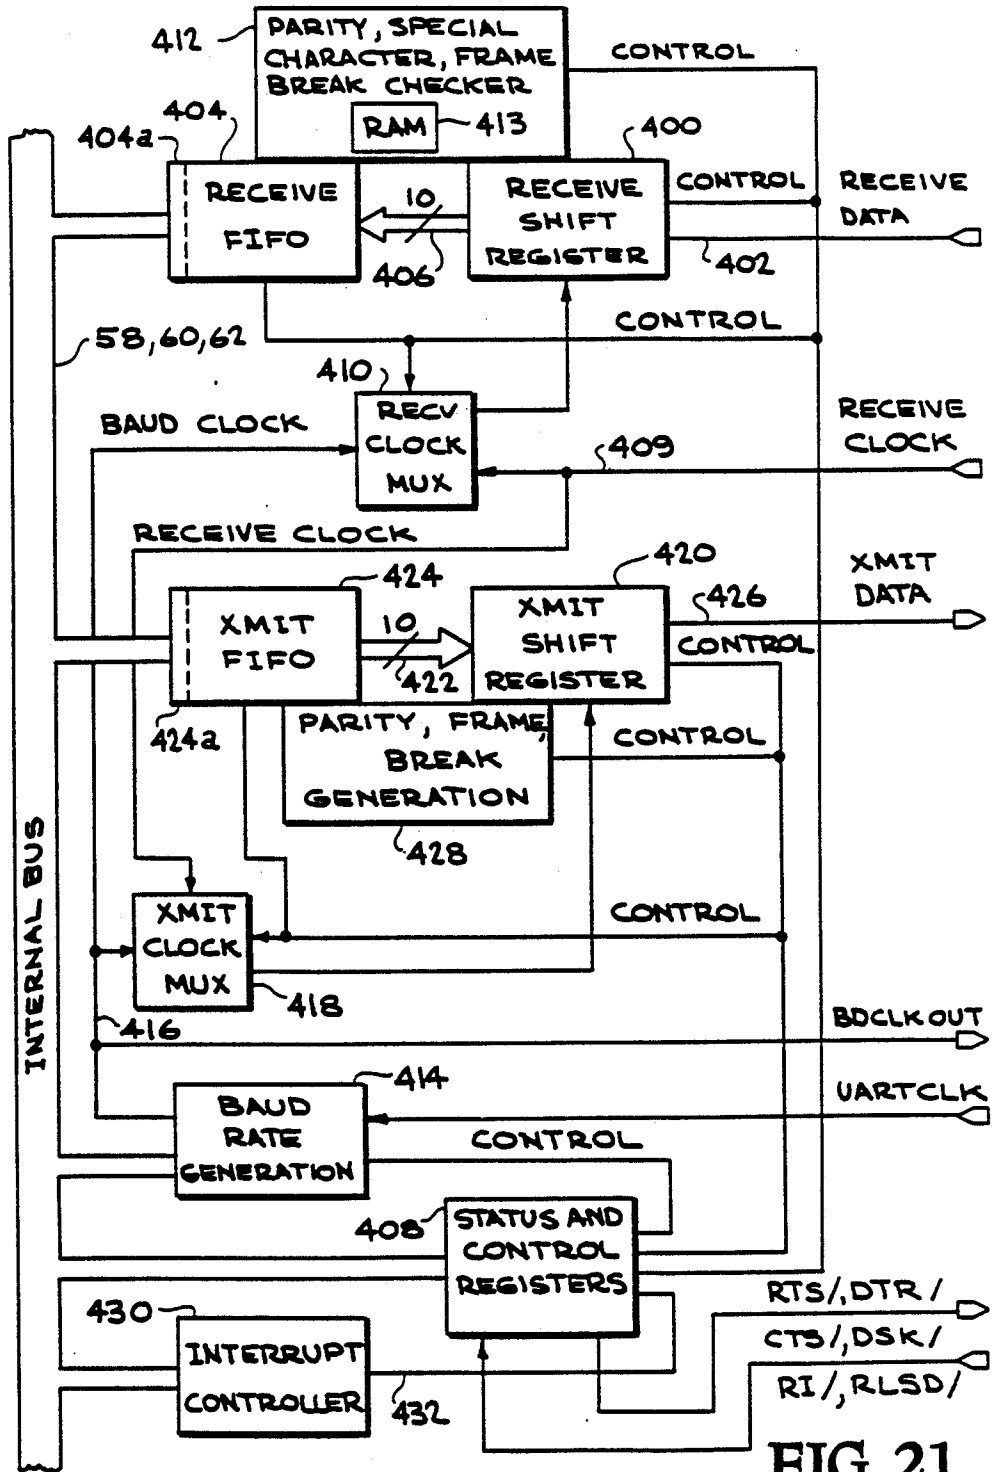 412
PARITY, SPECIAL
CHARACTER, FRAME
BREAK CHECKER
CONTROL
RAM
413
404
404a
400
RECEIVE
FIFO
10
406
RECEIVE
SHIFT
REGISTER
CONTROL
RECEIVE
DATA
402
58,60,62
CONTROL
410
RECV
CLOCK
MUX
BAUD CLOCK
RECEIVE
CLOCK
409
RECEIVE CLOCK
424
420
XMIT
DATA
XMIT
FIFO
10
422
XMIT
SHIFT
REGISTER
426
CONTROL
424a
PARITY, FRAME,
BREAK
GENERATION
CONTROL
428
INTERNAL BUS
XMIT
CLOCK
MUX
CONTROL
418
416
BDCLKOUT
414
UARTCLK
BAUD
RATE
GENERATION
CONTROL
408
STATUS AND
CONTROL
REGISTERS
430
INTERRUPT
CONTROLLER
432
RTS/,DTR/
CTS/,DSK/
RI/,RLSD/
FIG. 21